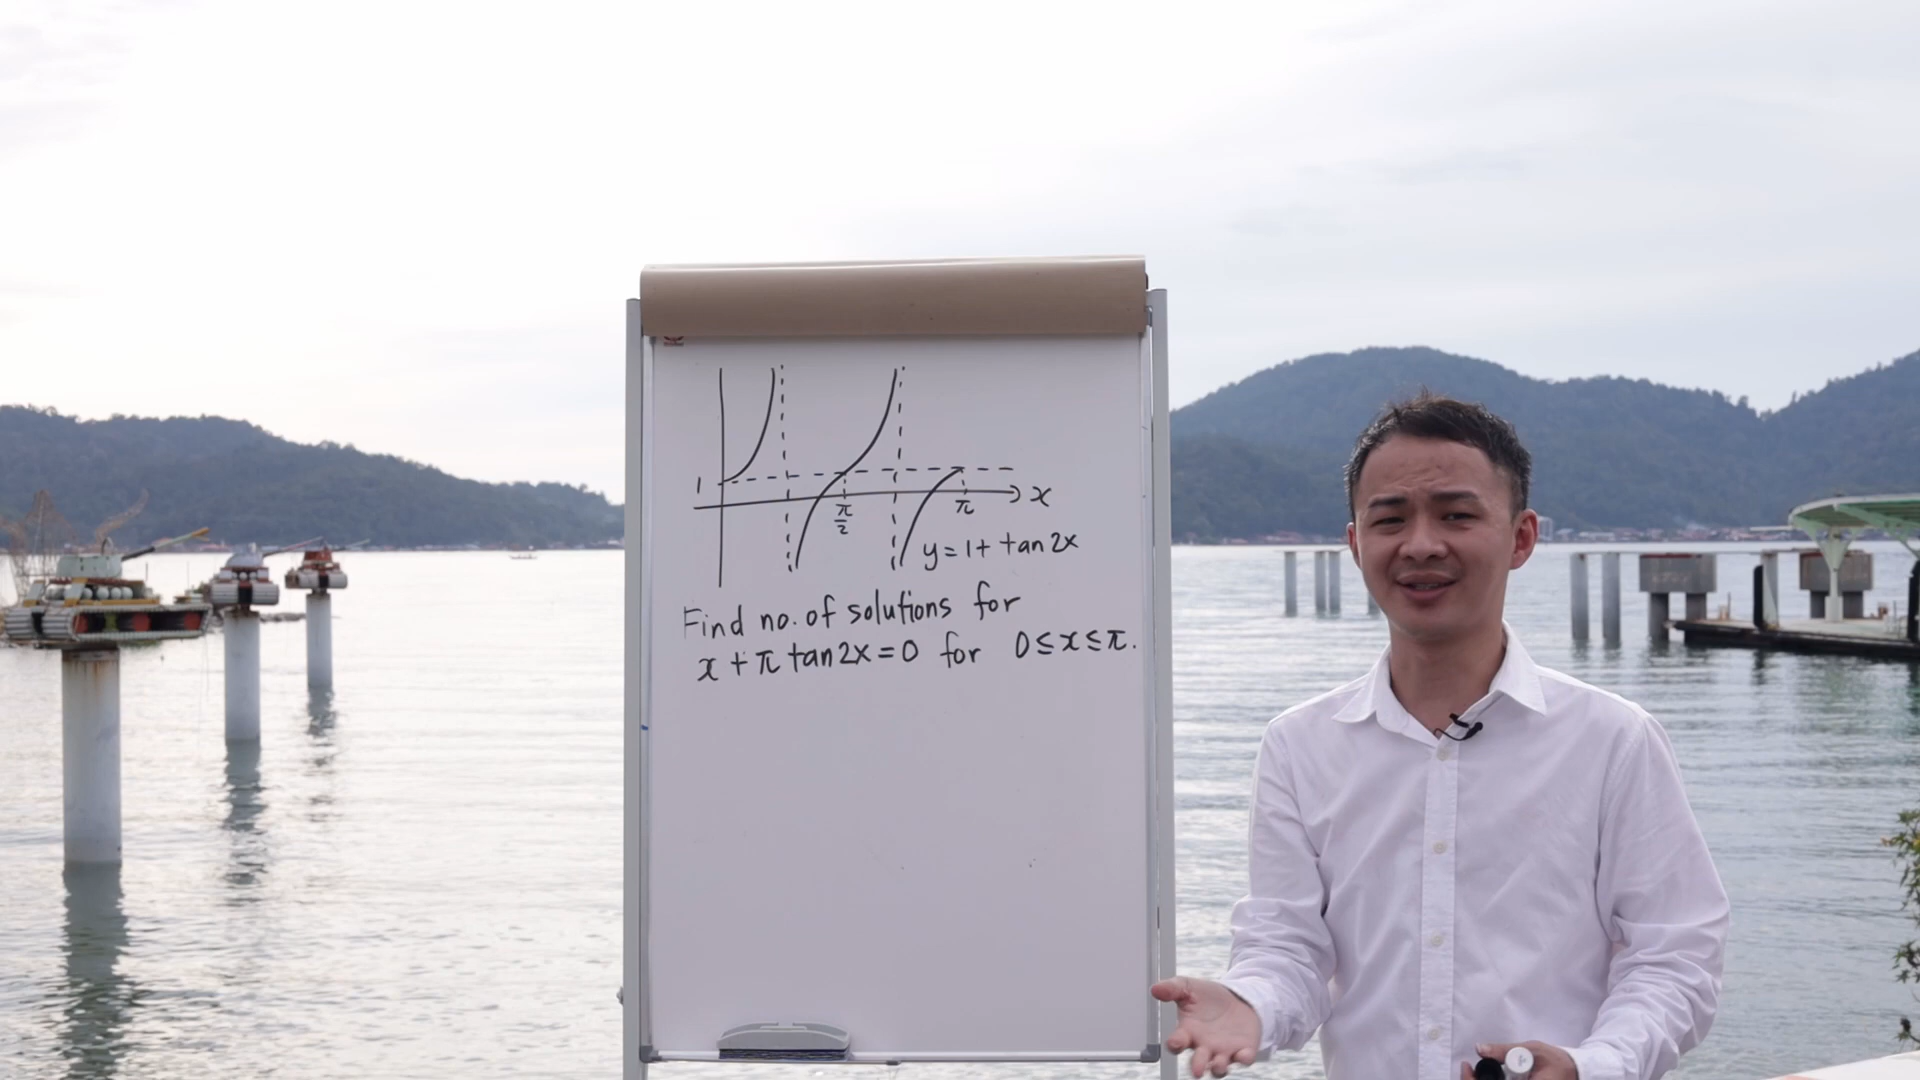 1
x
π/2
π
y = 1 + tan 2x
Find no. of solutions for
x + π tan 2x = 0 for 0 ≤ x ≤ π.